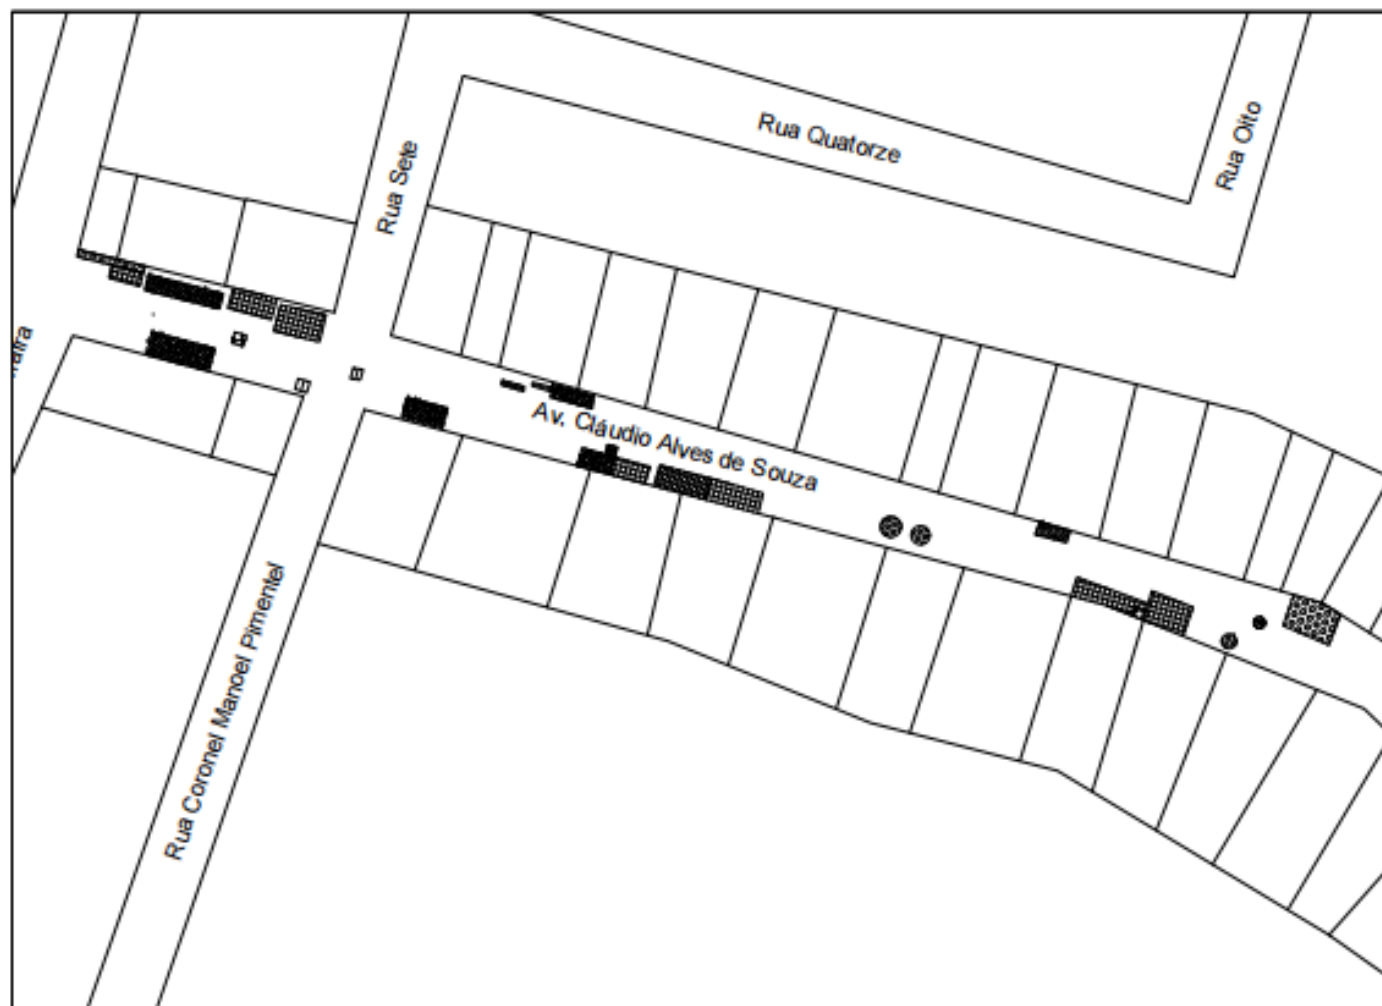 Rua Quatorze
Rua Oito
Rua Sete
Av. Cláudio Alves de Souza
Rua Coronel Manoel Pimentel